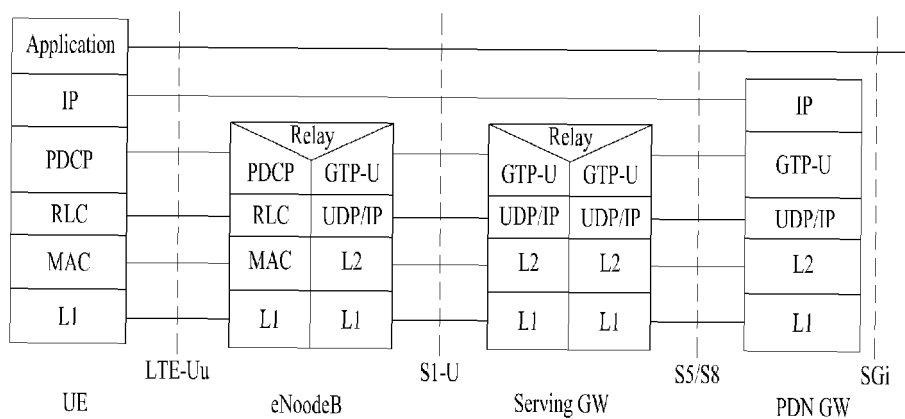 Application
IP
IP
Relay
Relay
PDCP
PDCP
GTP-U
GTP-U
GTP-U
GTP-U
RLC
RLC
UDP/IP
UDP/IP
UDP/IP
UDP/IP
MAC
MAC
L2
L2
L2
L2
L1
L1
L1
L1
L1
L1
LTE-Uu
S1-U
S5/S8
SGi
UE
eNoodeB
Serving GW
PDN GW